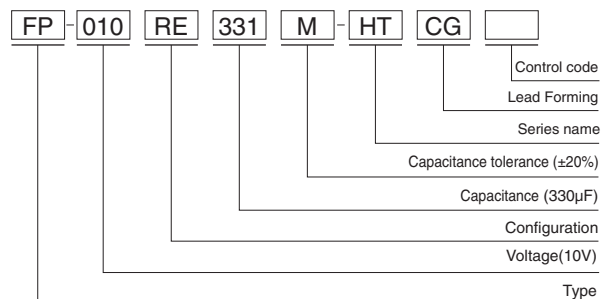 FP-010 RE 331 M-HT CG
Control code
Lead Forming
Series name
Capacitance tolerance (±20%)
Capacitance (330µF)
Configuration
Voltage(10V)
Type